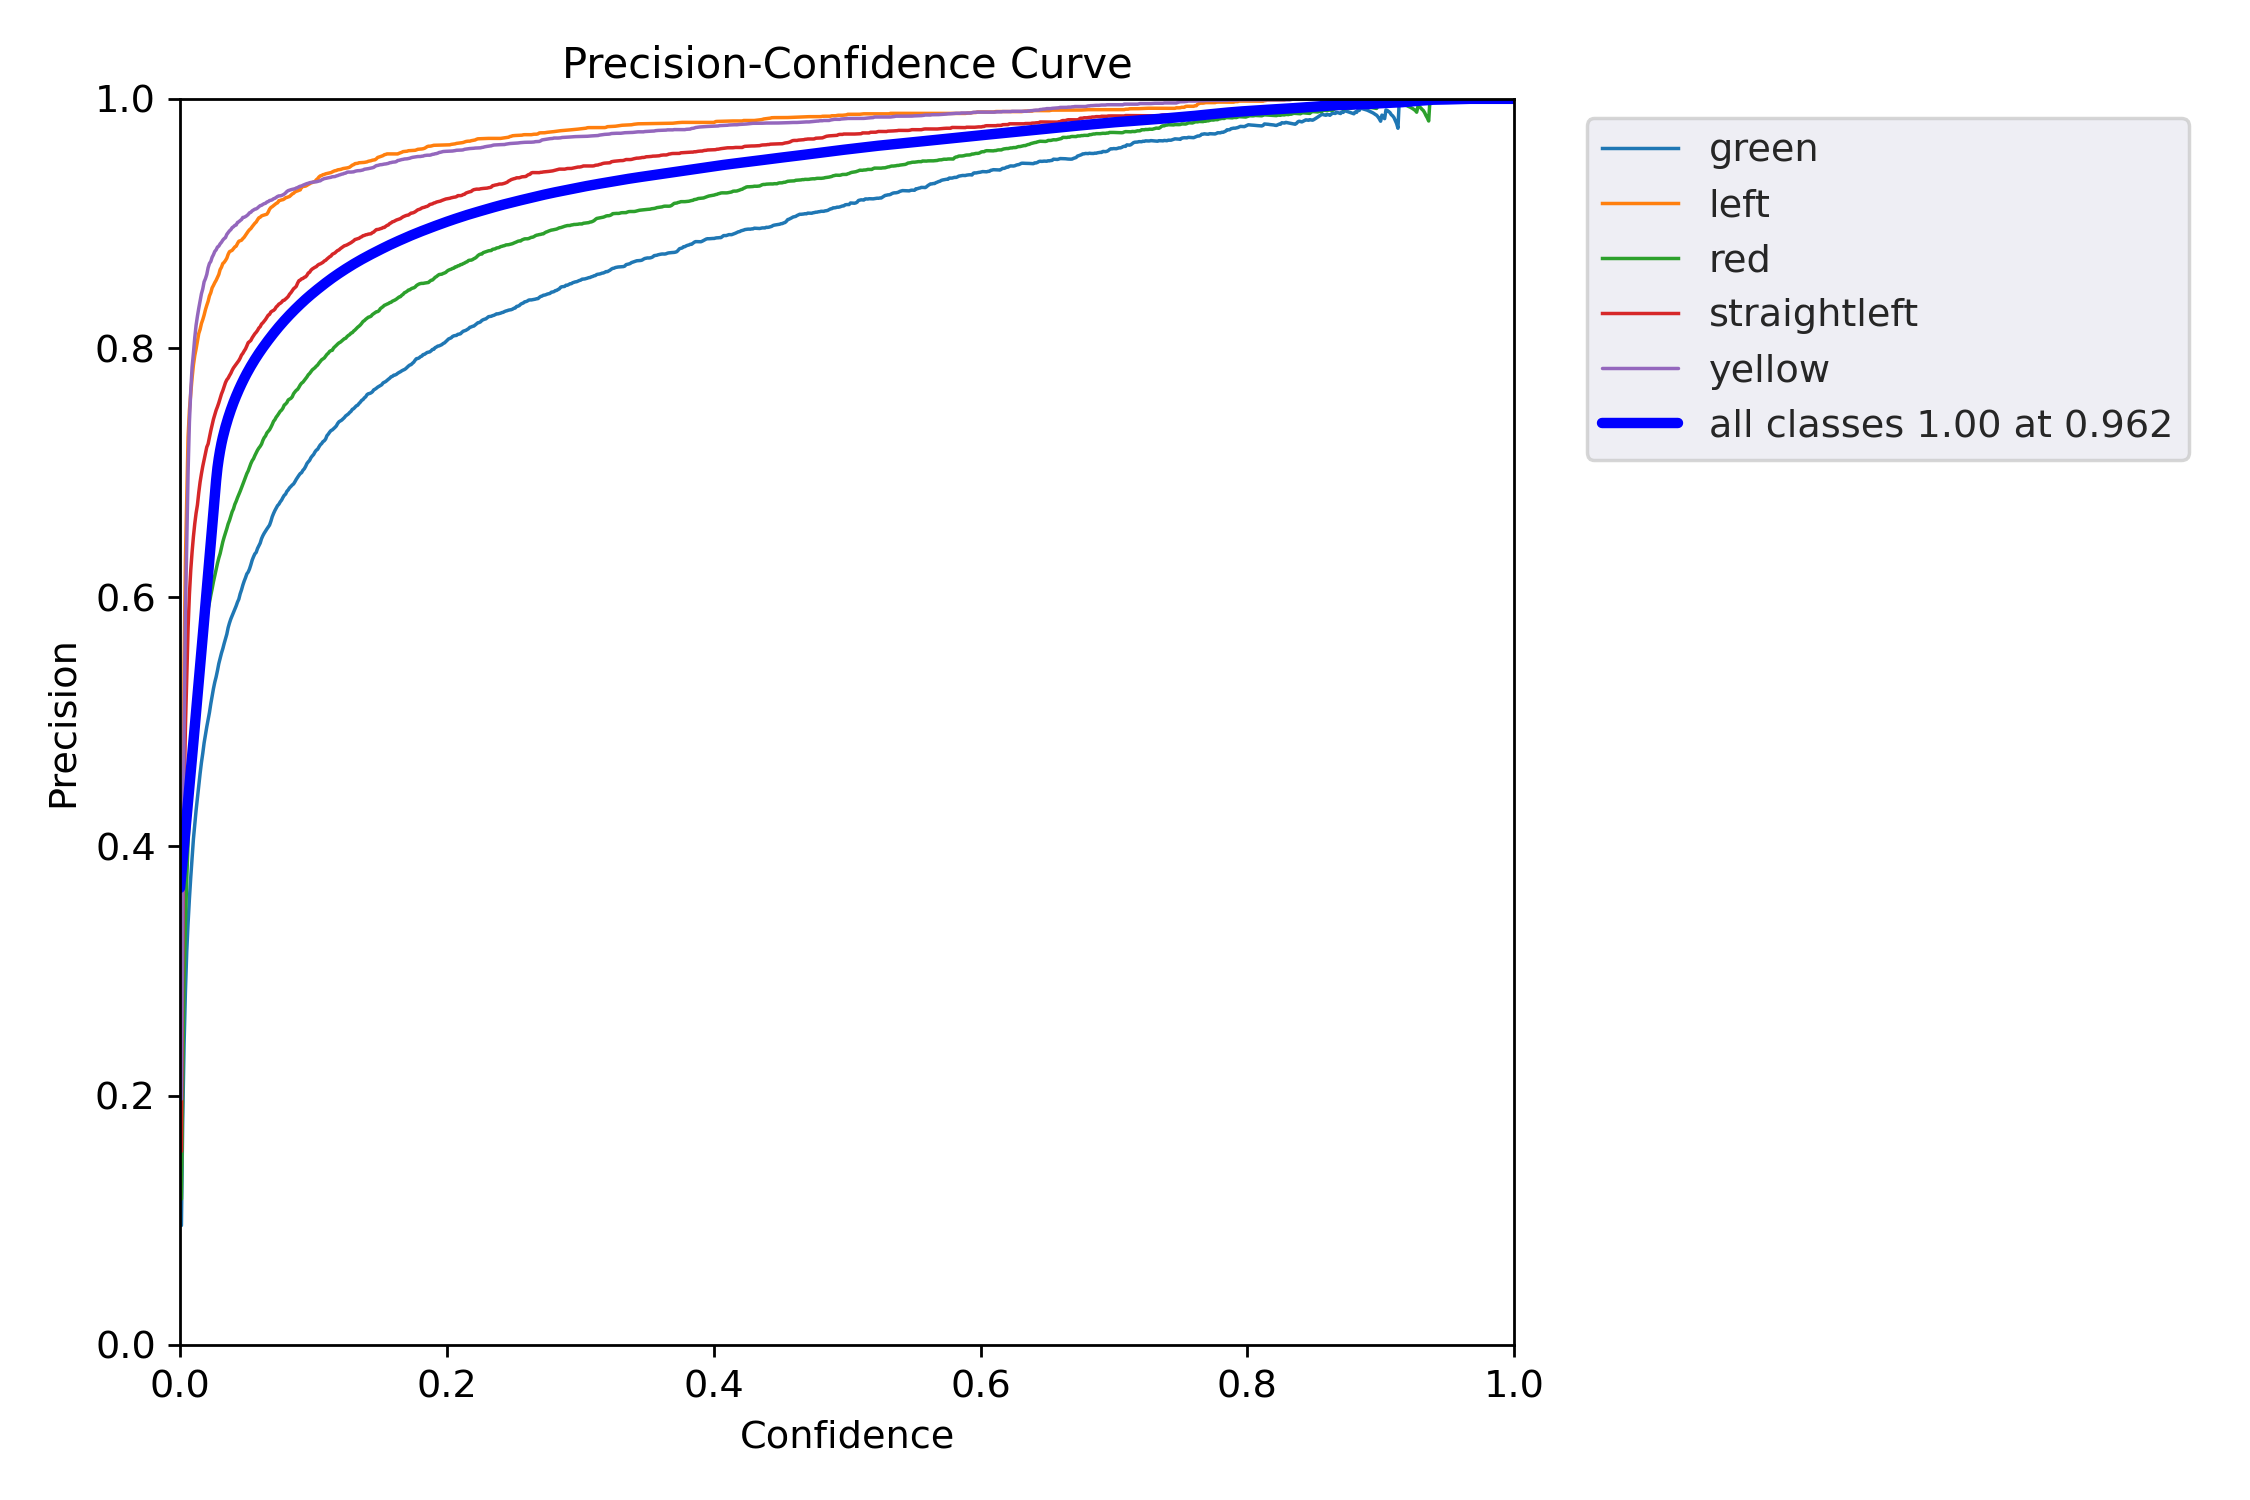 Precision-Confidence Curve
1.0
0.8
0.6
0.4
0.2
0.0
Precision
0.0 0.2 0.4 0.6 0.8 1.0
Confidence
green
left
red
straightleft
yellow
all classes 1.00 at 0.962